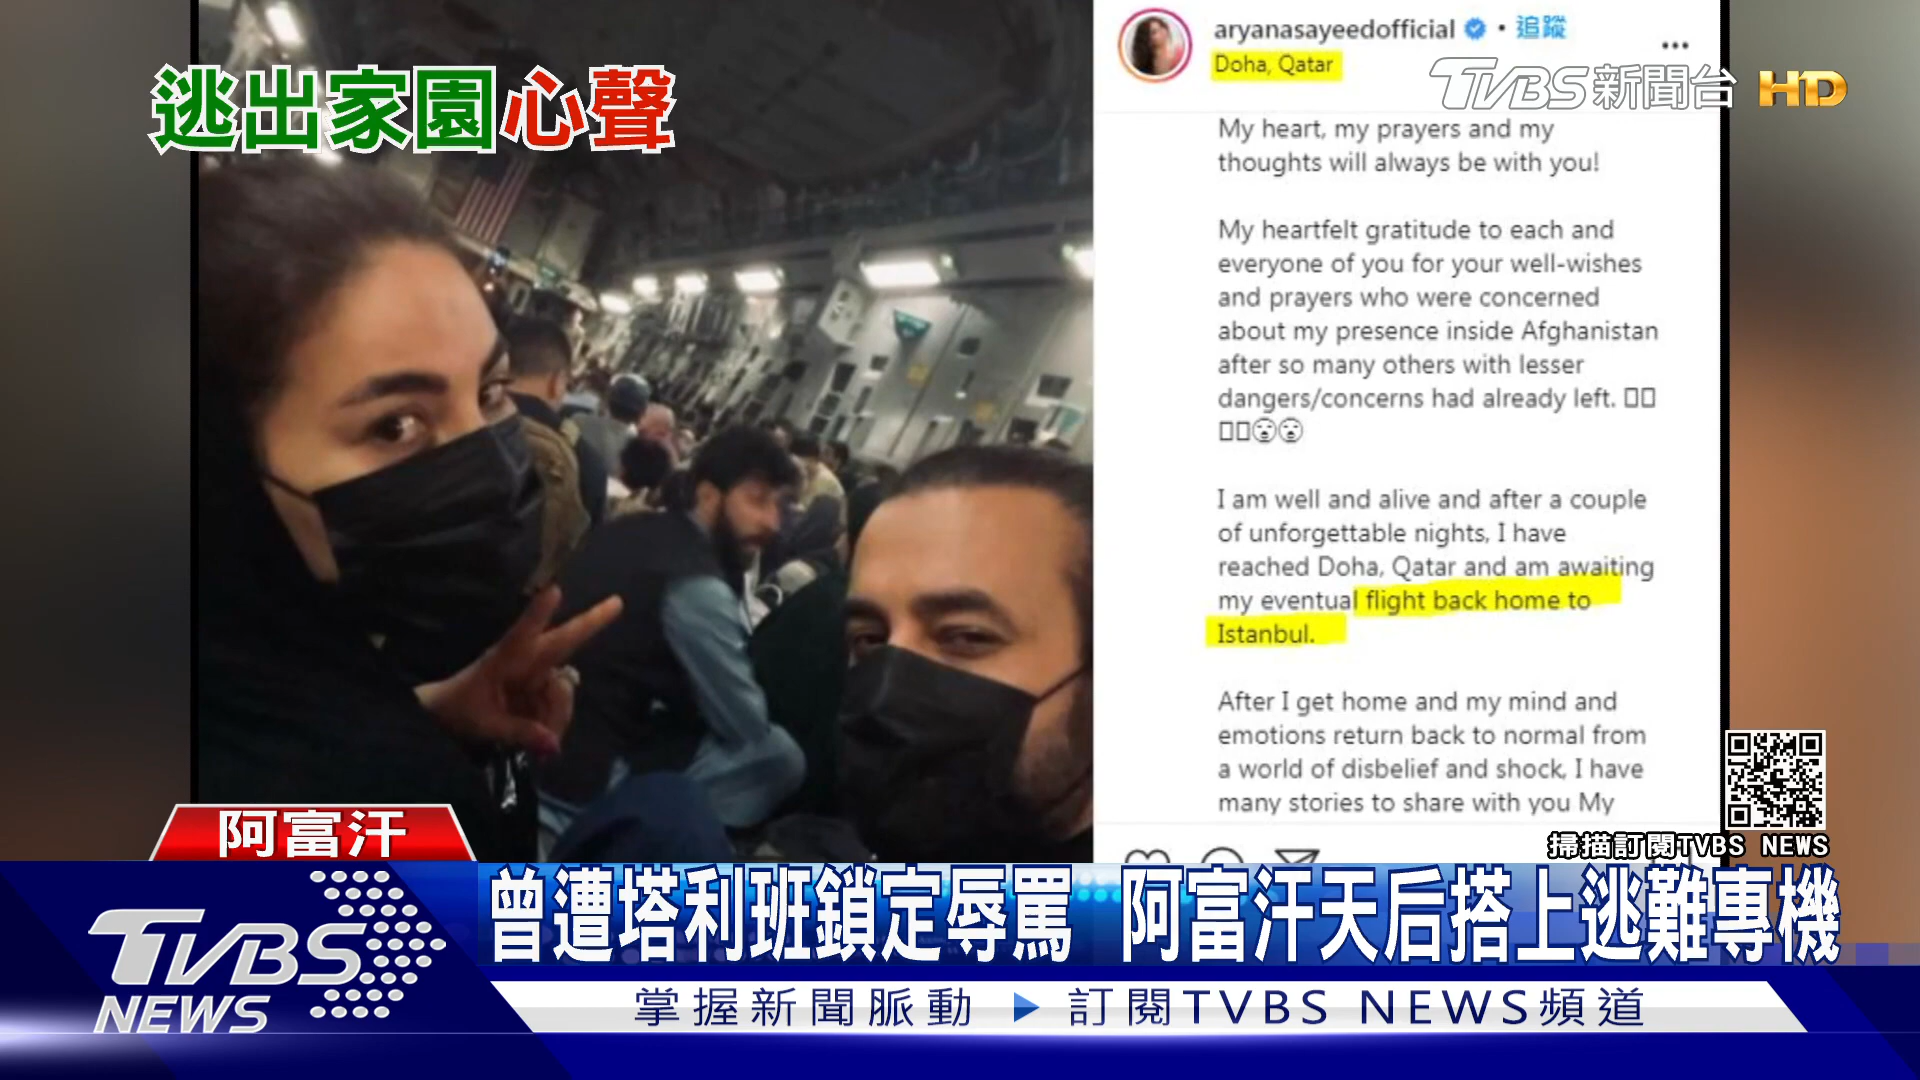 逃出家園心聲
aryanasayeedofficial • 追蹤
Doha, Qatar
TVBS新聞台 HD
My heart, my prayers and my
thoughts will always be with you!
My heartfelt gratitude to each and
everyone of you for your well-wishes
and prayers who were concerned
about my presence inside Afghanistan
after so many others with lesser
dangers/concerns had already left.
I am well and alive and after a couple
of unforgettable nights, I have
reached Doha, Qatar and am awaiting
my eventual flight back home to
Istanbul.
After I get home and my mind and
emotions return back to normal from
a world of disbelief and shock, I have
many stories to share with you My
掃描訂閱TVBS NEWS
阿富汗
曾遭塔利班鎖定辱罵 阿富汗天后搭上逃難專機
TVBS
NEWS
掌握新聞脈動 ▶ 訂閱TVBS NEWS頻道